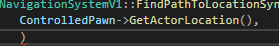 NavigationSystemV1::FindPathToLocationSyn
ControlledPawn->GetActorLocation(),
)